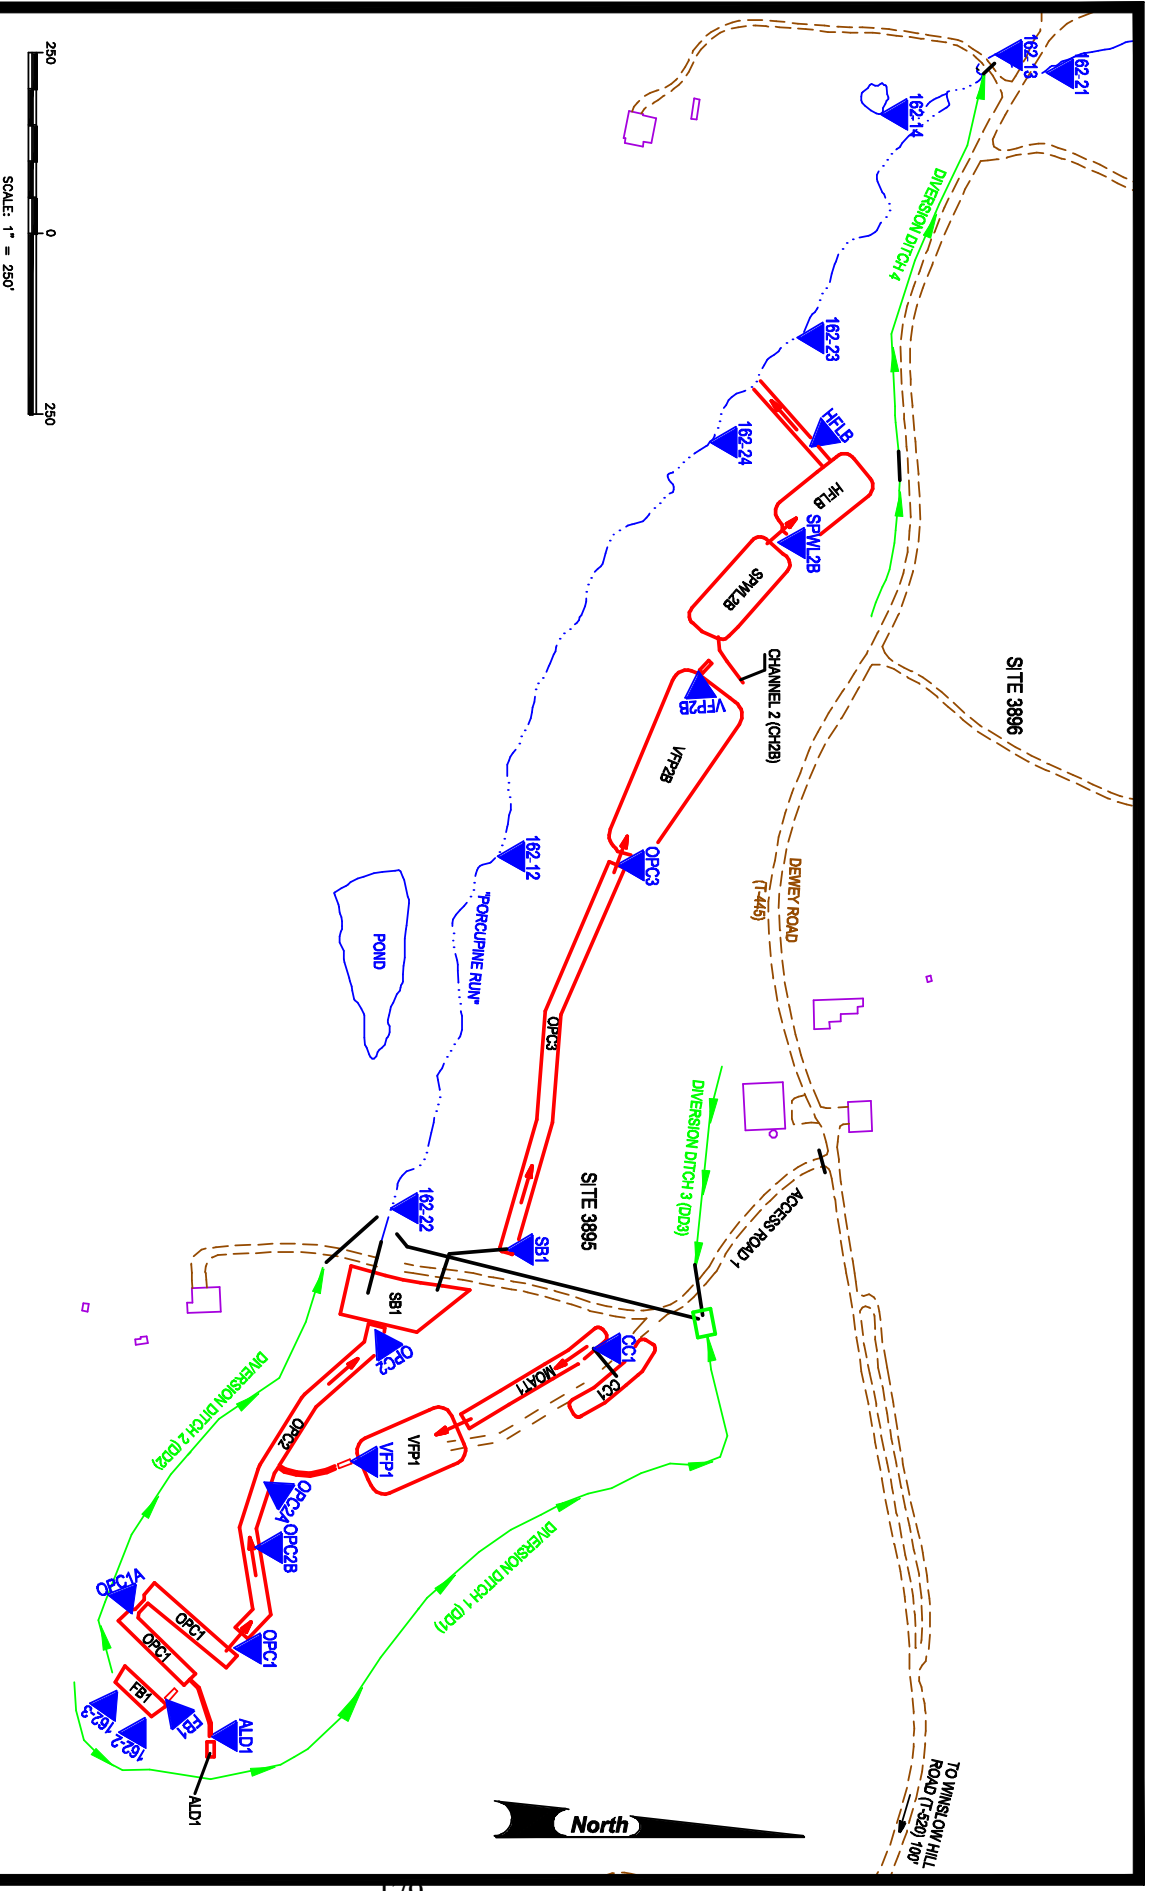 162-13
162-21
162-14
DIVERSION DITCH 4
250
0
250
SCALE: 1" = 250'
162-23
162-24
HFLB
HFLB
SPWL2B
SPWL2B
SITE 3896
CHANNEL 2 (CH2B)
VFP2B
VFP2B
OPC3
162-12
DEWEY ROAD
(T-445)
"PORCUPINE RUN"
POND
OPC3
DIVERSION DITCH 3 (DD3)
SITE 3895
ACCESS ROAD 1
162-22
SB1
SB1
OPC2
CC1
CC1
MOAT1
DIVERSION DITCH 2 (DD2)
OPC2
VFP1
VFP1
OPC2A
OPC2B
DIVERSION DITCH 1 (DD1)
OPC1A
OPC1
OPC1
OPC1
FB1
FB1
162-3
162-2
ALD1
ALD1
North
TO WINSLOW HILL
ROAD (T-520) 100'